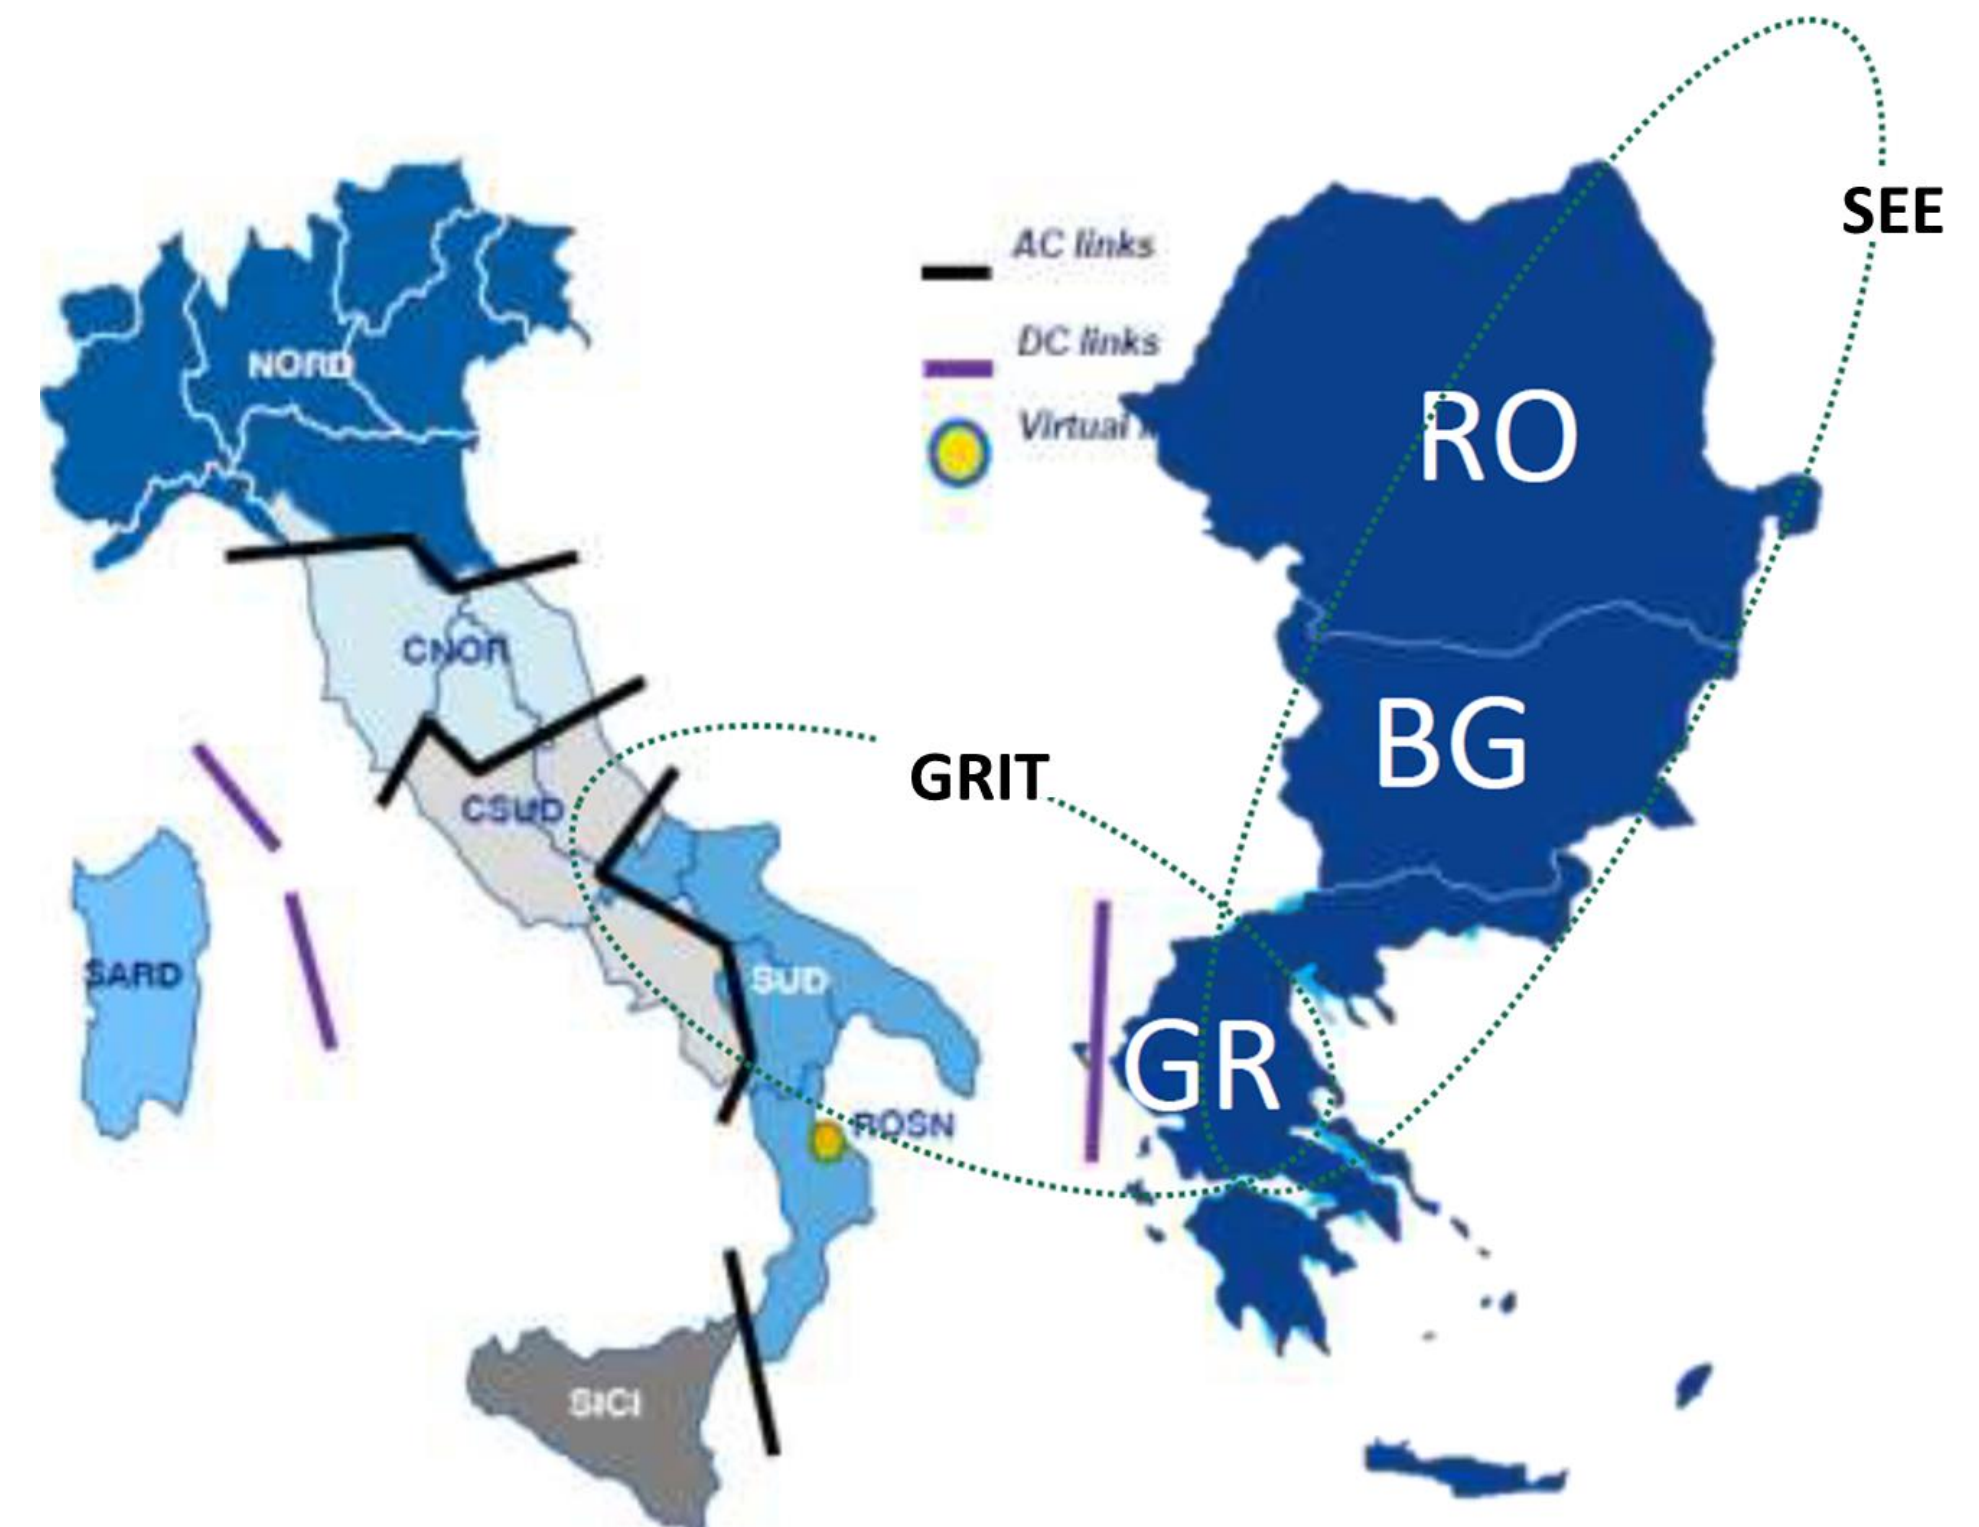 SEE
AC links
DC links
NORD
RO
Virtual
CNOR
BG
GRIT
CSUD
SARD
SUD
GR
ROSN
SICI